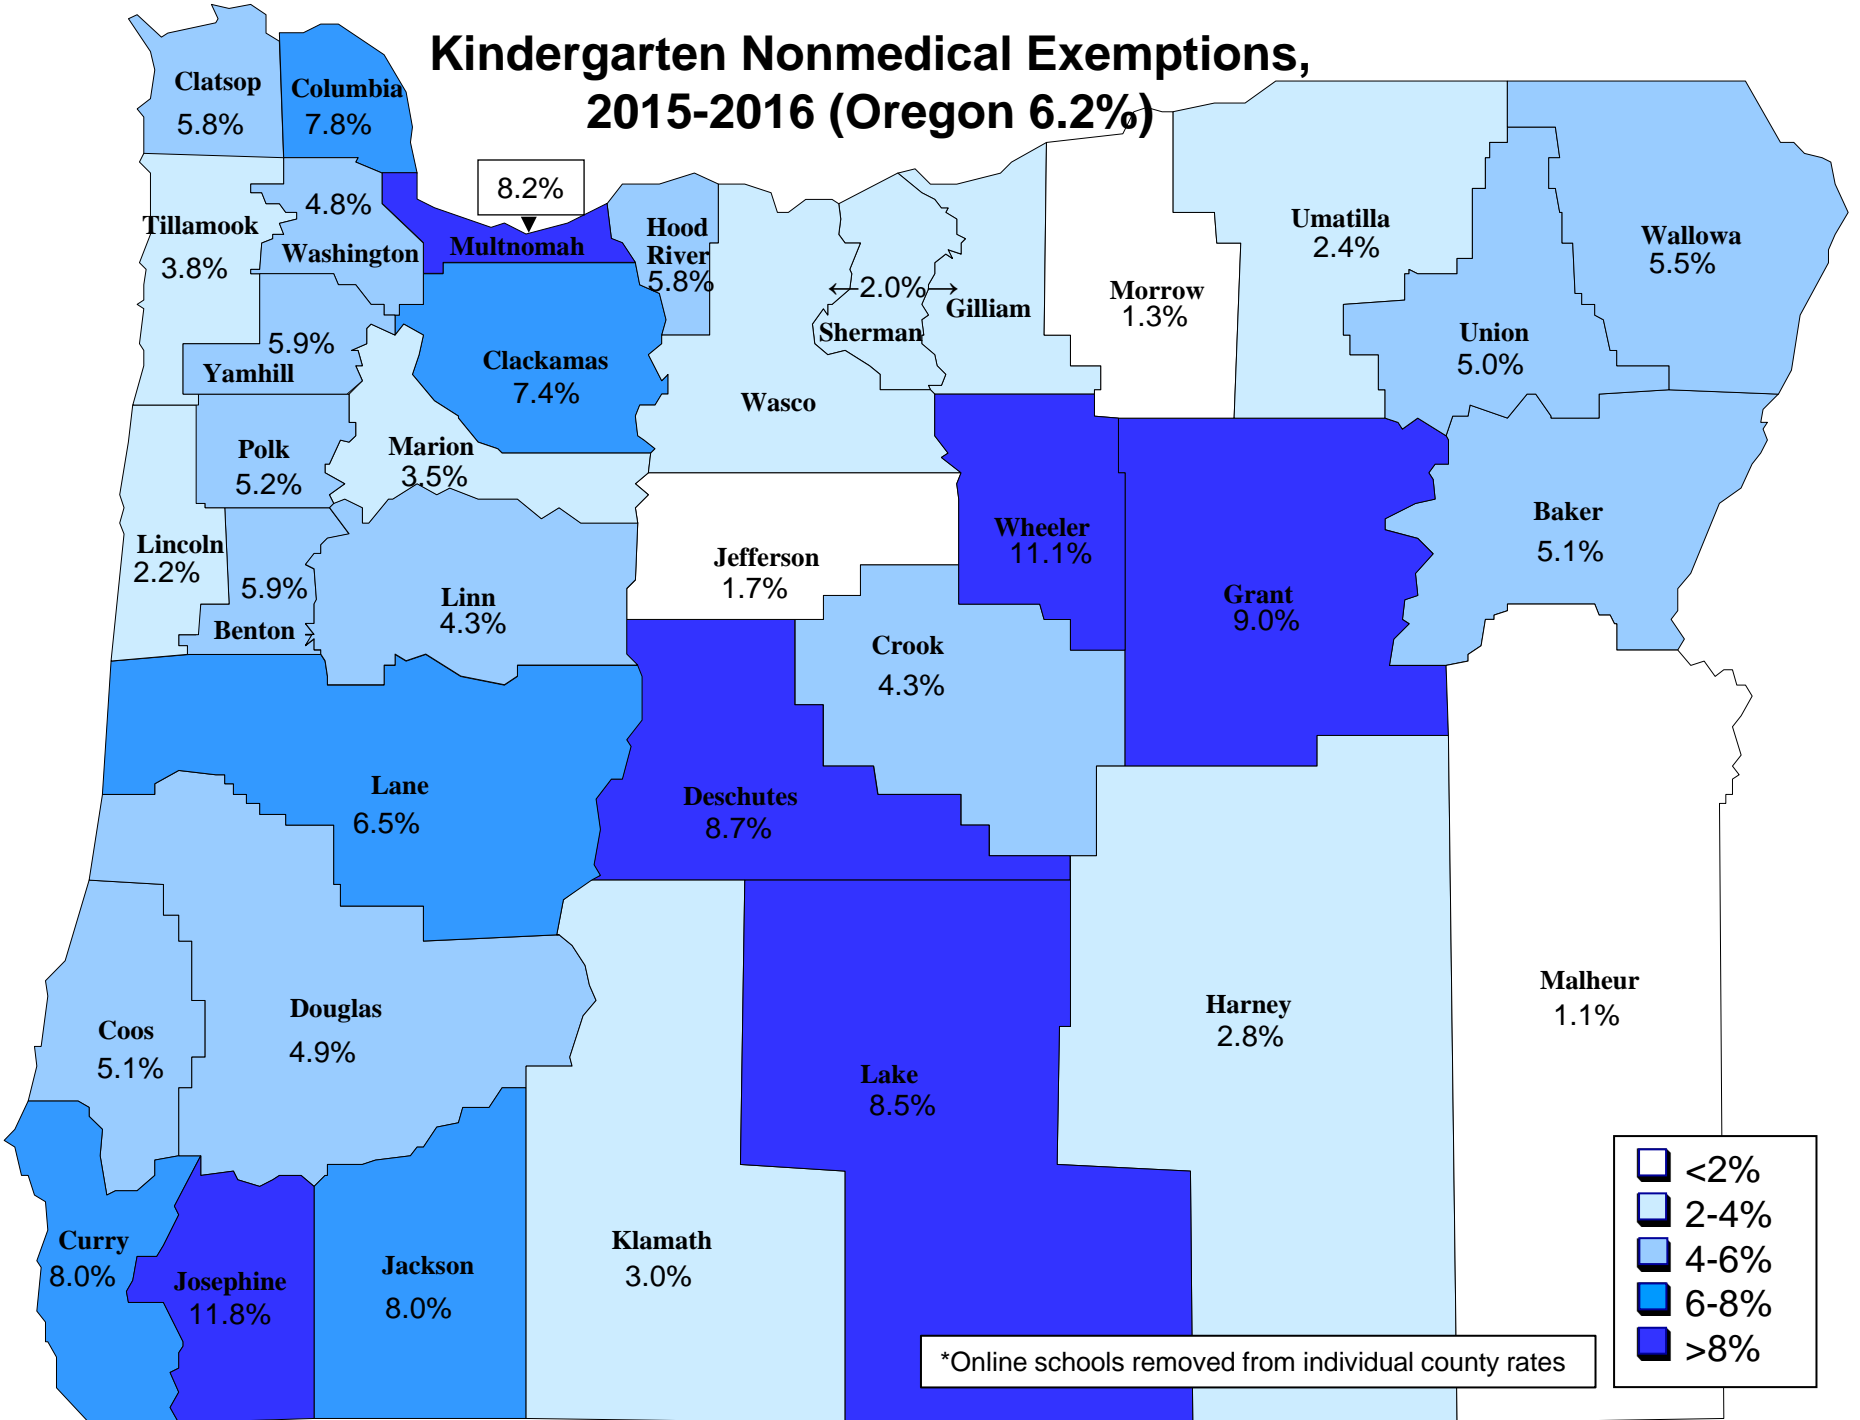 Kindergarten Nonmedical Exemptions,
2015-2016 (Oregon 6.2%)
Clatsop
5.8%
Columbia
7.8%
8.2%
Multnomah
4.8%
Washington
Tillamook
3.8%
Hood
River
5.8%
←2.0%→
Sherman
Gilliam
Morrow
1.3%
Umatilla
2.4%
Wallowa
5.5%
Union
5.0%
5.9%
Yamhill
Clackamas
7.4%
Wasco
Polk
5.2%
Marion
3.5%
Lincoln
2.2%
5.9%
Benton
Linn
4.3%
Jefferson
1.7%
Wheeler
11.1%
Grant
9.0%
Baker
5.1%
Crook
4.3%
Lane
6.5%
Deschutes
8.7%
Douglas
4.9%
Coos
5.1%
Lake
8.5%
Harney
2.8%
Malheur
1.1%
Curry
8.0%
Josephine
11.8%
Jackson
8.0%
Klamath
3.0%
<2%
2-4%
4-6%
6-8%
>8%
*Online schools removed from individual county rates